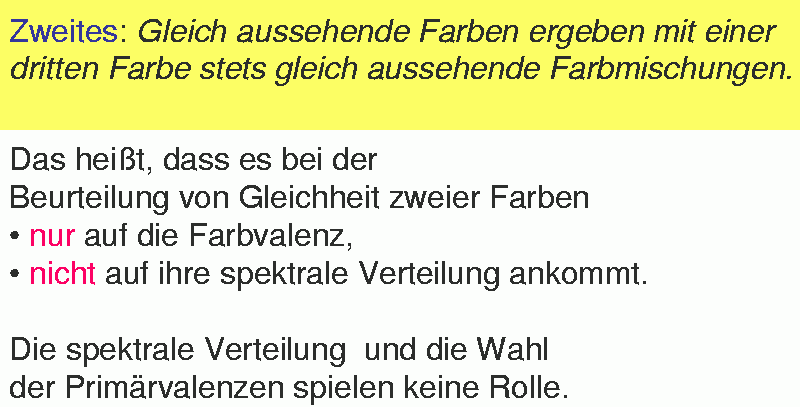 Zweites: Gleich aussehende Farben ergeben mit einer
dritten Farbe stets gleich aussehende Farbmischungen.
Das heißt, dass es bei der
Beurteilung von Gleichheit zweier Farben
• nur auf die Farbvalenz,
• nicht auf ihre spektrale Verteilung ankommt.
Die spektrale Verteilung und die Wahl
der Primärvalenzen spielen keine Rolle.